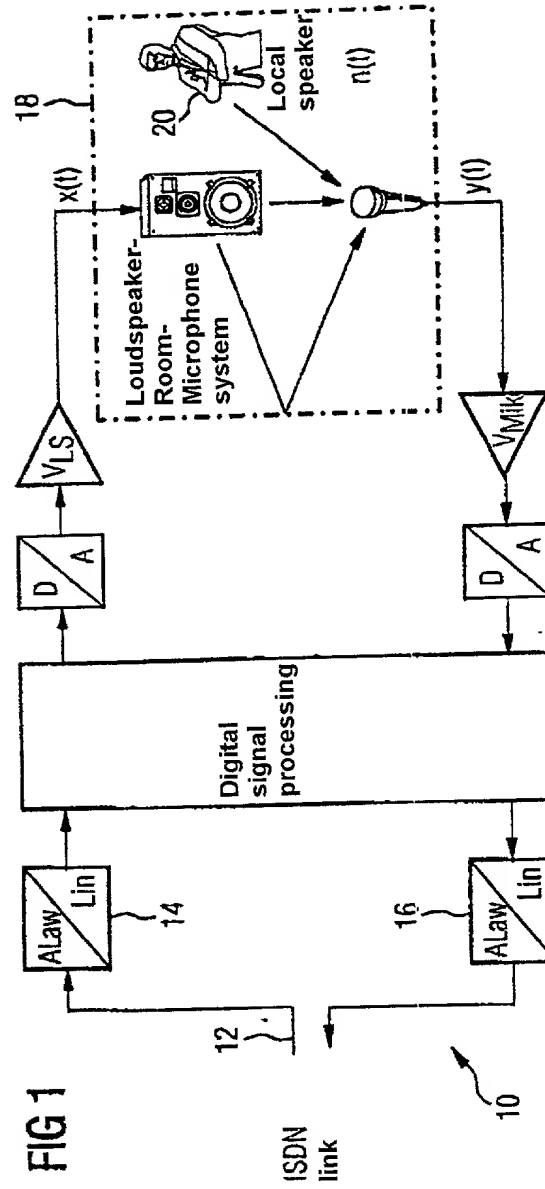 FIG 1
ISDN
link
10
12
ALaw
Lin
14
ALaw
Lin
16
Digital
signal
processing
D
A
D
A
VLS
VMik
x(t)
18
Loudspeaker-
Room-
Microphone
system
20
Local
speaker
n(t)
y(t)